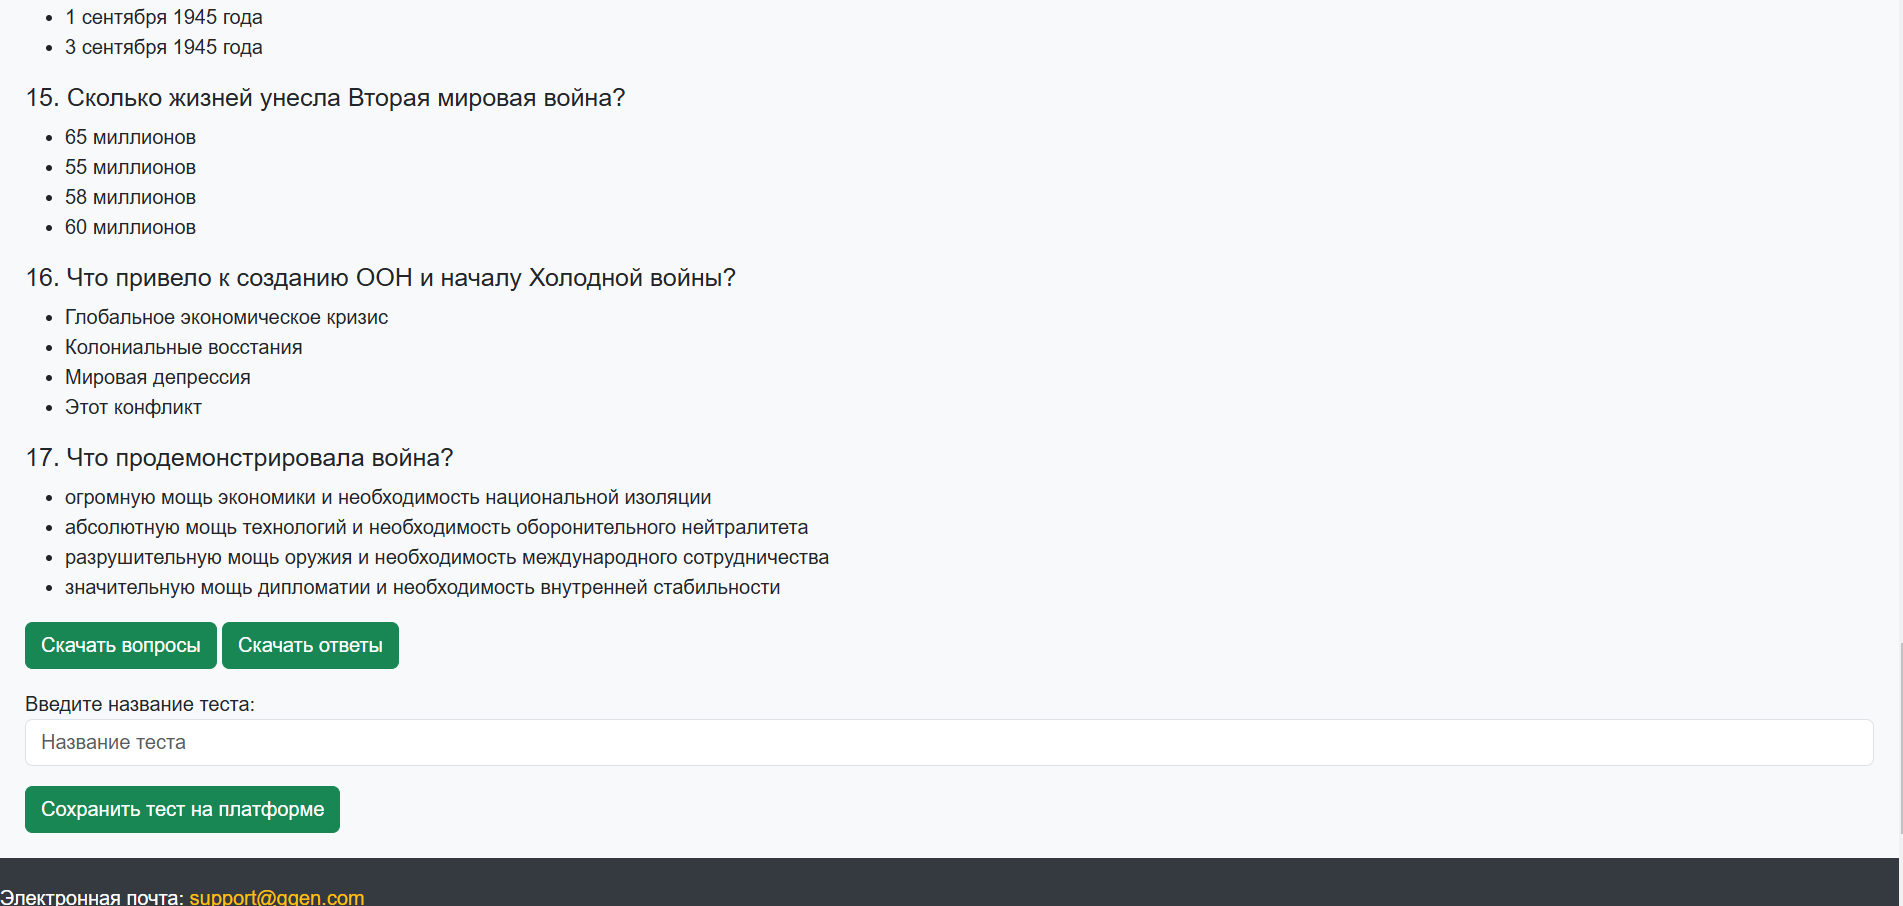 1 сентября 1945 года
3 сентября 1945 года
15. Сколько жизней унесла Вторая мировая война?
65 миллионов
55 миллионов
58 миллионов
60 миллионов
16. Что привело к созданию ООН и началу Холодной войны?
Глобальное экономическое кризис
Колониальные восстания
Мировая депрессия
Этот конфликт
17. Что продемонстрировала война?
огромную мощь экономики и необходимость национальной изоляции
абсолютную мощь технологий и необходимость оборонительного нейтралитета
разрушительную мощь оружия и необходимость международного сотрудничества
значительную мощь дипломатии и необходимость внутренней стабильности
Скачать вопросы Скачать ответы
Введите название теста:
Название теста
Сохранить тест на платформе
Электронная почта: support@qgen.com